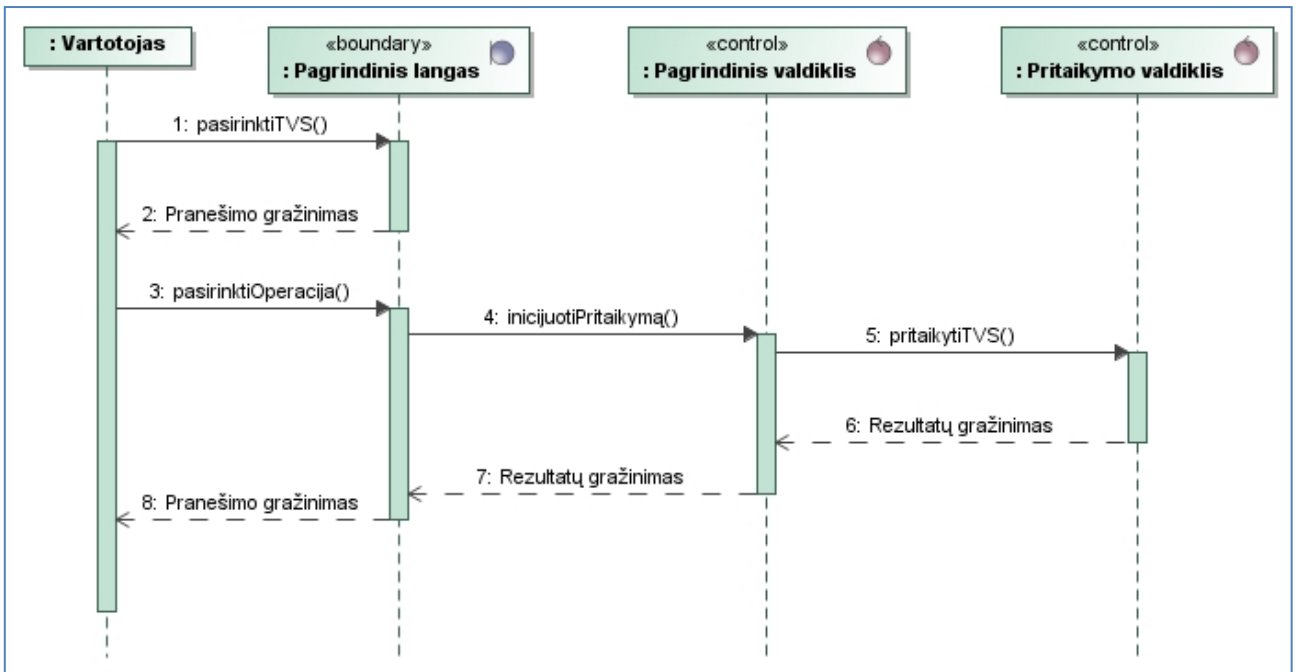 : Vartotojas
«boundary»
: Pagrindinis langas
«control»
: Pagrindinis valdiklis
«control»
: Pritaikymo valdiklis
1: pasirinktiTVS()
2: Pranešimo gražinimas
3: pasirinktiOperacija()
4: inicijuotiPritaikymą()
5: pritaikytiTVS()
6: Rezultatų gražinimas
7: Rezultatų gražinimas
8: Pranešimo gražinimas